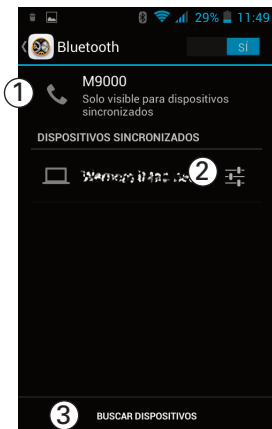 29% 11:49
Bluetooth SÍ
1
M9000
Solo visible para dispositivos
sincronizados
DISPOSITIVOS SINCRONIZADOS
2
3
BUSCAR DISPOSITIVOS